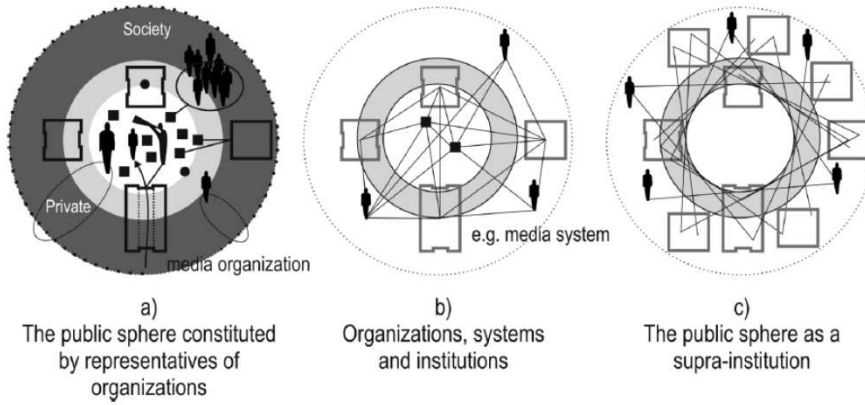 Society
Private
media organization
e.g. media system
a)
The public sphere constituted
by representatives of
organizations
b)
Organizations, systems
and institutions
c)
The public sphere as a
supra-institution